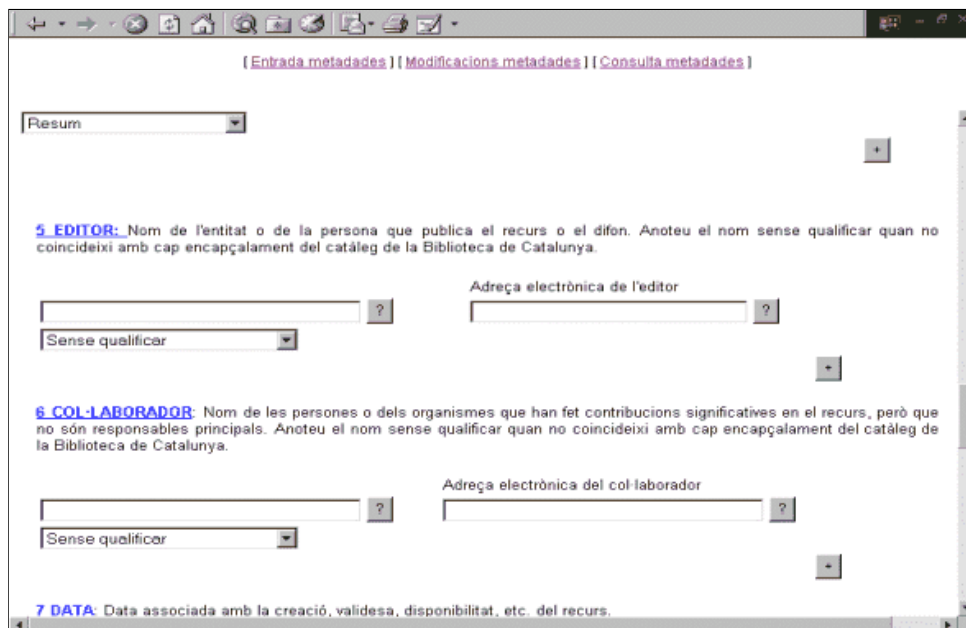 [ Entrada metadades ] [ Modificacions metadades ] [ Consulta metadades ]
Resum
+
5 EDITOR: Nom de l'entitat o de la persona que publica el recurs o el difon. Anoteu el nom sense qualificar quan no
coincideixi amb cap encapçalament del catáleg de la Biblioteca de Catalunya.
Adreça electrònica de l'editor
? ?
Sense qualificar
+
6 COL·LABORADOR: Nom de les persones o dels organismes que han fet contribucions significatives en el recurs, però que
no són responsables principals. Anoteu el nom sense qualificar quan no coincideixi amb cap encapçalament del catàleg de
la Biblioteca de Catalunya.
Adreça electrònica del col·laborador
? ?
Sense qualificar
+
7 DATA: Data associada amb la creació, validesa, disponibilitat, etc. del recurs.